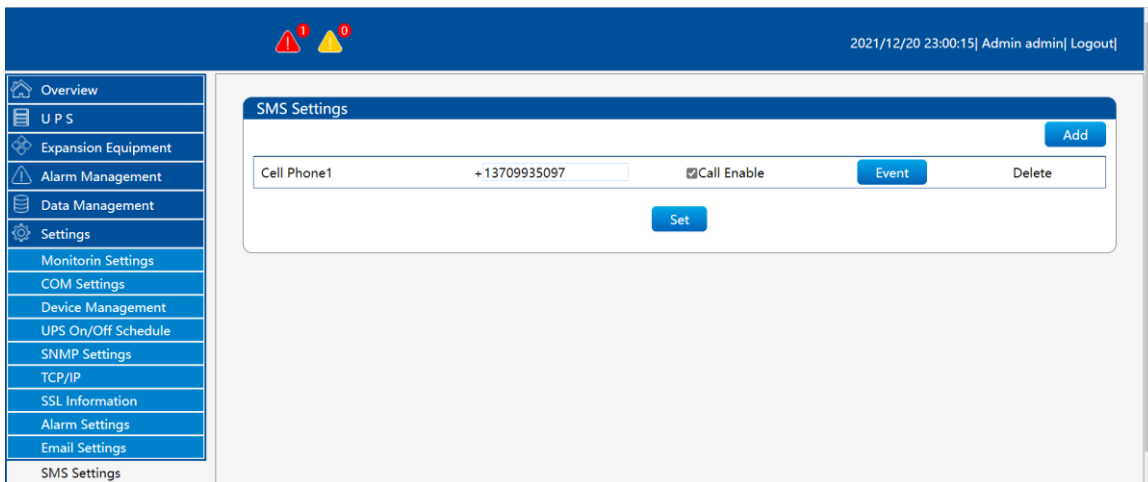 1 0
2021/12/20 23:00:15| Admin admin| Logout|
Overview
UPS
Expansion Equipment
Alarm Management
Data Management
Settings
Monitorin Settings
COM Settings
Device Management
UPS On/Off Schedule
SNMP Settings
TCP/IP
SSL Information
Alarm Settings
Email Settings
SMS Settings
SMS Settings
Add
Cell Phone1 +13709935097 Call Enable Event Delete
Set